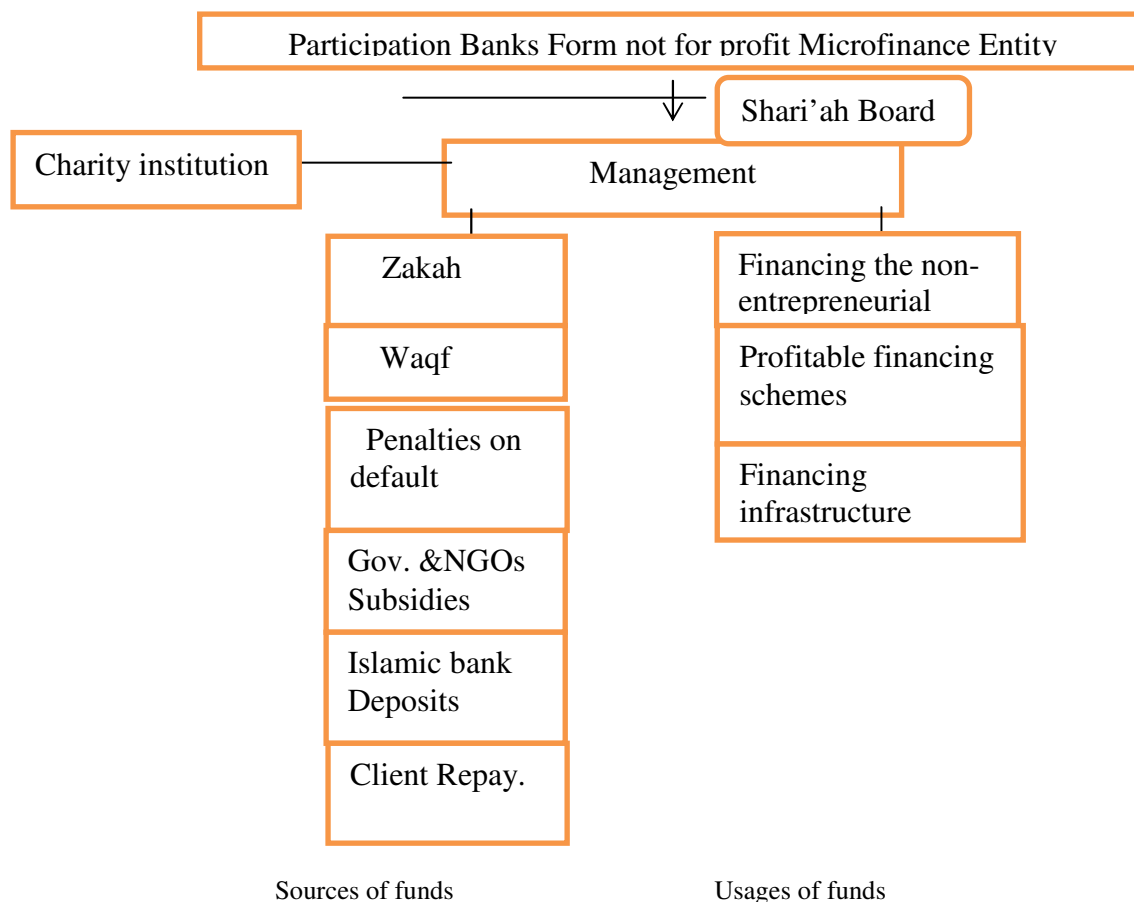 Participation Banks Form not for profit Microfinance Entity
Shari’ah Board
Charity institution
Management
Zakah
Waqf
Penalties on
default
Gov. &NGOs
Subsidies
Islamic bank
Deposits
Client Repay.
Financing the non-
entrepreneurial
Profitable financing
schemes
Financing
infrastructure
Sources of funds
Usages of funds